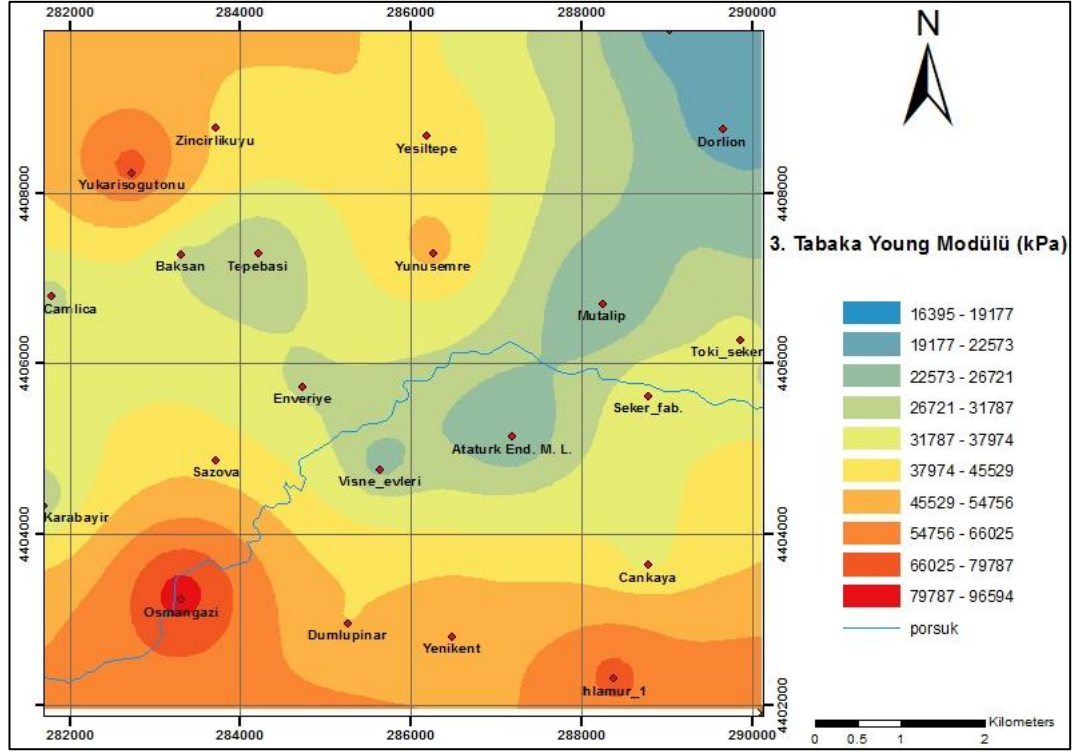 282000 284000 286000 288000 290000
N
Zincirlikuyu
Yesiltepe
Dorlion
Yukarisogutonu
4408000
4408000
3. Tabaka Young Modülü (kPa)
Baksan
Tepebasi
Yunusemre
Camlica
Mutalip
16395 - 19177
19177 - 22573
22573 - 26721
26721 - 31787
31787 - 37974
37974 - 45529
45529 - 54756
54756 - 66025
66025 - 79787
79787 - 96594
porsuk
4406000
4406000
Toki_seker
Enveriye
Seker_fab.
Ataturk End. M. L.
Sazova
Visne_evleri
Karabayir
4404000
4404000
Cankaya
Osmangazi
Dumlupinar
Yenikent
Ihlamur_1
4402000
4402000
282000 284000 286000 288000 290000
Kilometers
0 0.5 1 2